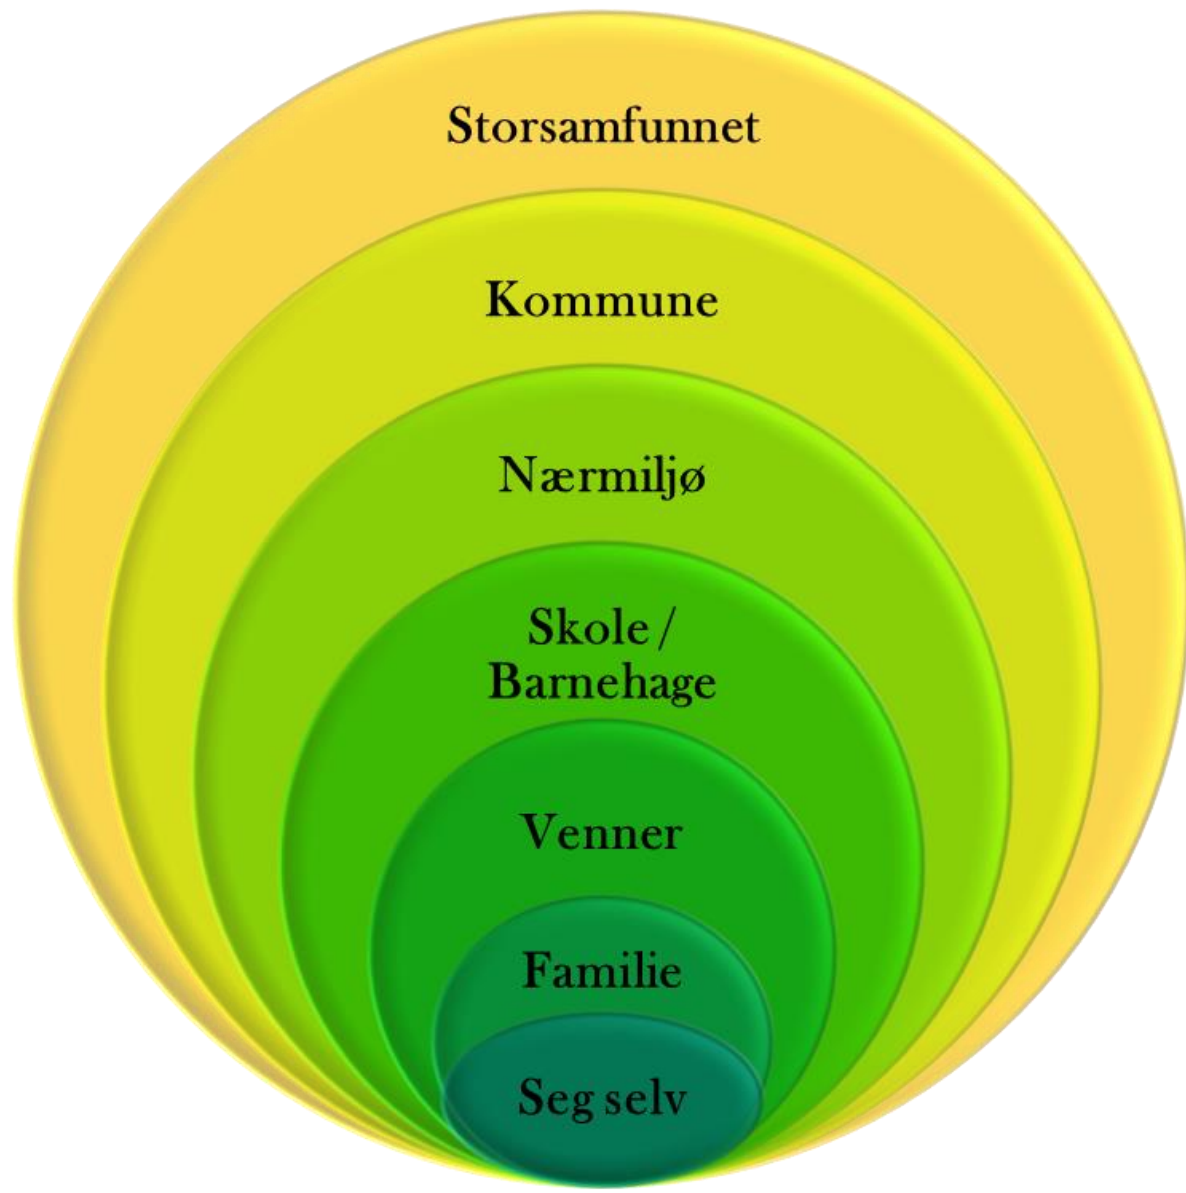 Storsamfunnet
Kommune
Nærmiljø
Skole /
Barnehage
Venner
Familie
Seg selv